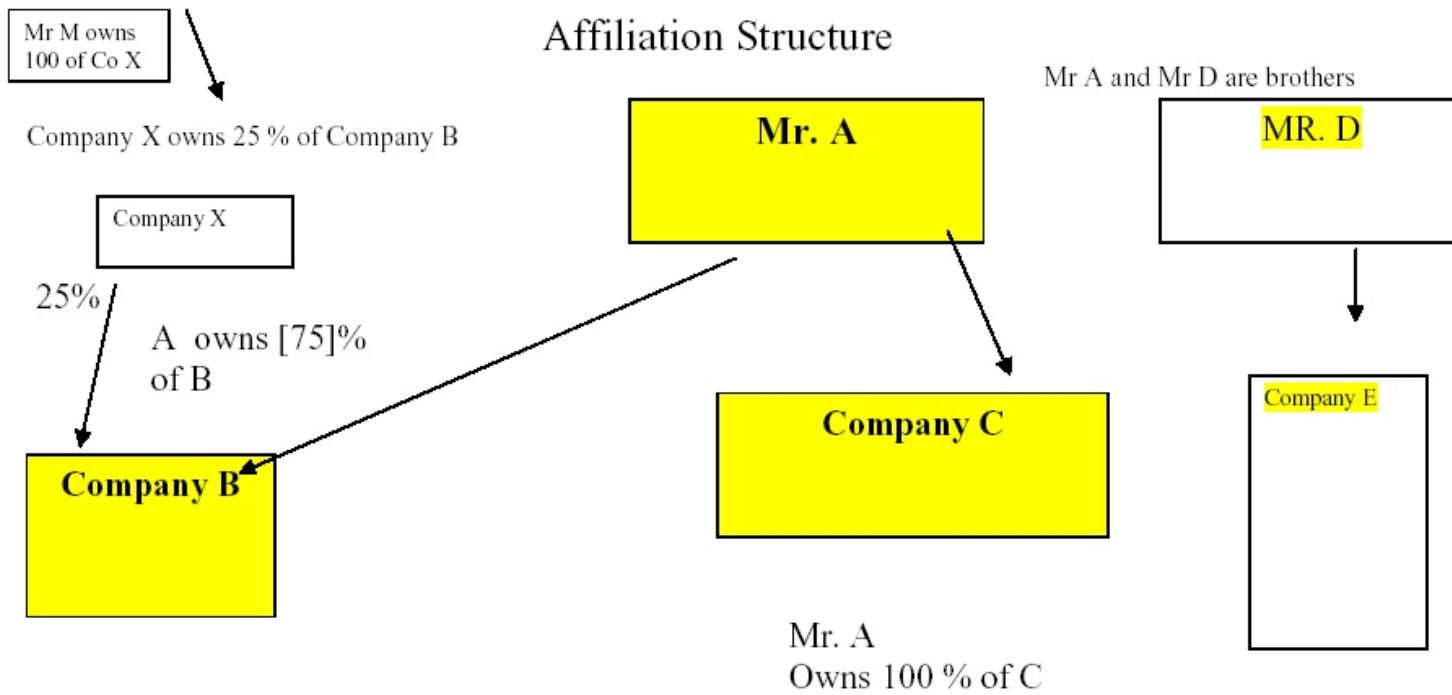 Mr M owns
100 of Co X
Affiliation Structure
Mr A and Mr D are brothers
Company X owns 25 % of Company B
Mr. A
MR. D
Company X
25%
A owns [75]%
of B
Company B
Company C
Company E
Mr. A
Owns 100 % of C